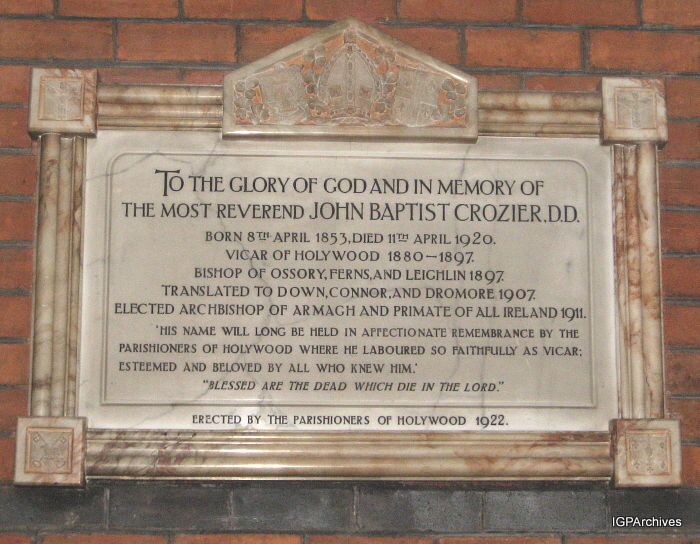 TO THE GLORY OF GOD AND IN MEMORY OF
THE MOST REVEREND JOHN BAPTIST CROZIER, D.D.
BORN 8TH APRIL 1853, DIED 11TH APRIL 1920.
VICAR OF HOLYWOOD 1880-1897.
BISHOP OF OSSORY, FERNS, AND LEIGHLIN 1897.
TRANSLATED TO DOWN, CONNOR, AND DROMORE 1907.
ELECTED ARCHBISHOP OF ARMAGH AND PRIMATE OF ALL IRELAND 1911.
'HIS NAME WILL LONG BE HELD IN AFFECTIONATE REMEMBRANCE BY THE
PARISHIONERS OF HOLYWOOD WHERE HE LABOURED SO FAITHFULLY AS VICAR;
ESTEEMED AND BELOVED BY ALL WHO KNEW HIM.'
"BLESSED ARE THE DEAD WHICH DIE IN THE LORD."
ERECTED BY THE PARISHIONERS OF HOLYWOOD 1922.
IGPArchives